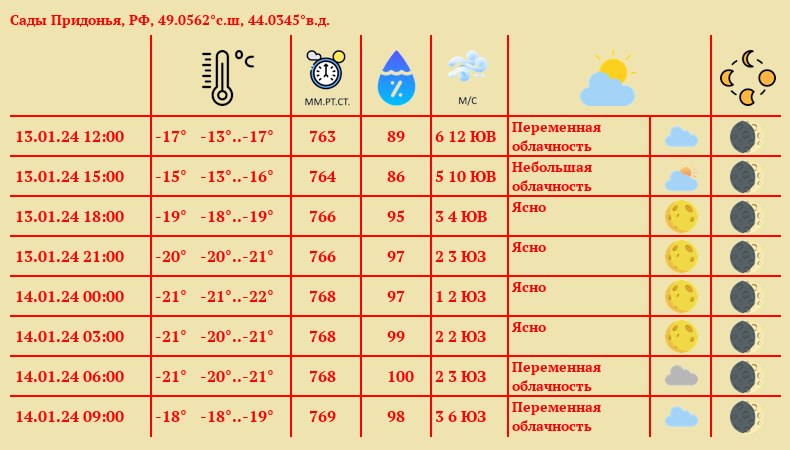 Сады Придонья, РФ, 49.0562°с.ш, 44.0345°в.д.
°C
ММ.РТ.СТ.
%
М/С
13.01.24 12:00 -17° -13°..-17° 763 89 6 12 ЮВ Переменная облачность
13.01.24 15:00 -15° -13°..-16° 764 86 5 10 ЮВ Небольшая облачность
13.01.24 18:00 -19° -18°..-19° 766 95 3 4 ЮВ Ясно
13.01.24 21:00 -20° -20°..-21° 766 97 2 3 ЮЗ Ясно
14.01.24 00:00 -21° -21°..-22° 768 97 1 2 ЮЗ Ясно
14.01.24 03:00 -21° -20°..-21° 768 99 2 2 ЮЗ Ясно
14.01.24 06:00 -21° -20°..-21° 768 100 2 3 ЮЗ Переменная облачность
14.01.24 09:00 -18° -18°..-19° 769 98 3 6 ЮЗ Переменная облачность